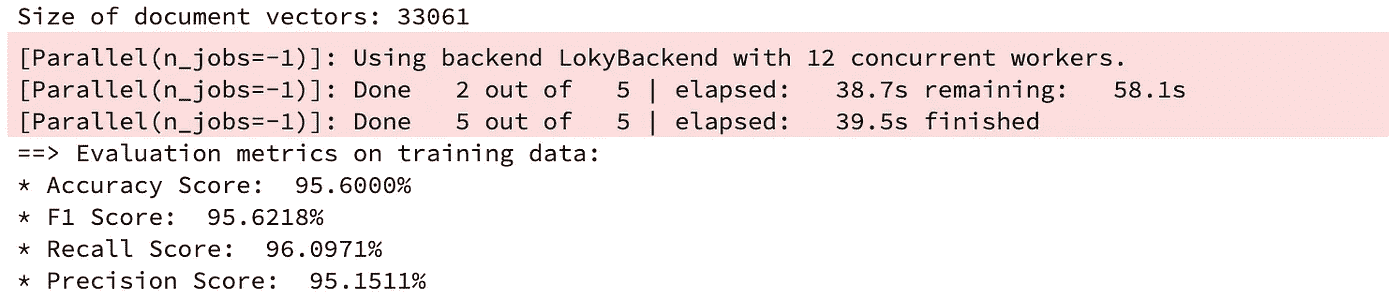 Size of document vectors: 33061
[Parallel(n_jobs=-1)]: Using backend LokyBackend with 12 concurrent workers.
[Parallel(n_jobs=-1)]: Done   2 out of   5 | elapsed:   38.7s remaining:   58.1s
[Parallel(n_jobs=-1)]: Done   5 out of   5 | elapsed:   39.5s finished
==> Evaluation metrics on training data:
* Accuracy Score:  95.6000%
* F1 Score:  95.6218%
* Recall Score:  96.0971%
* Precision Score:  95.1511%